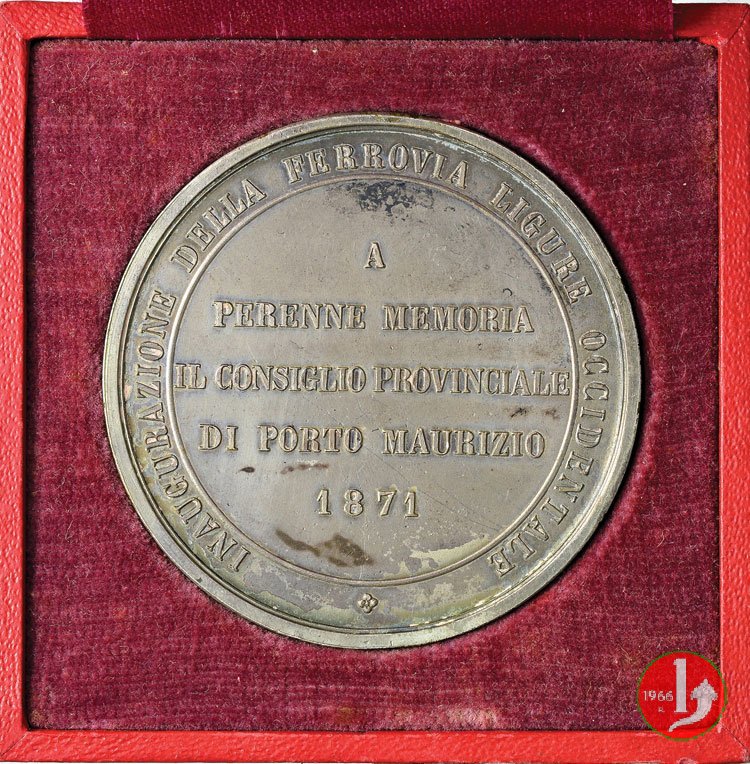 INAUGURAZIONE DELLA FERROVIA LIGURE OCCIDENTALE
A
PERENNE MEMORIA
IL CONSIGLIO PROVINCIALE
DI PORTO MAURIZIO
1871
1966